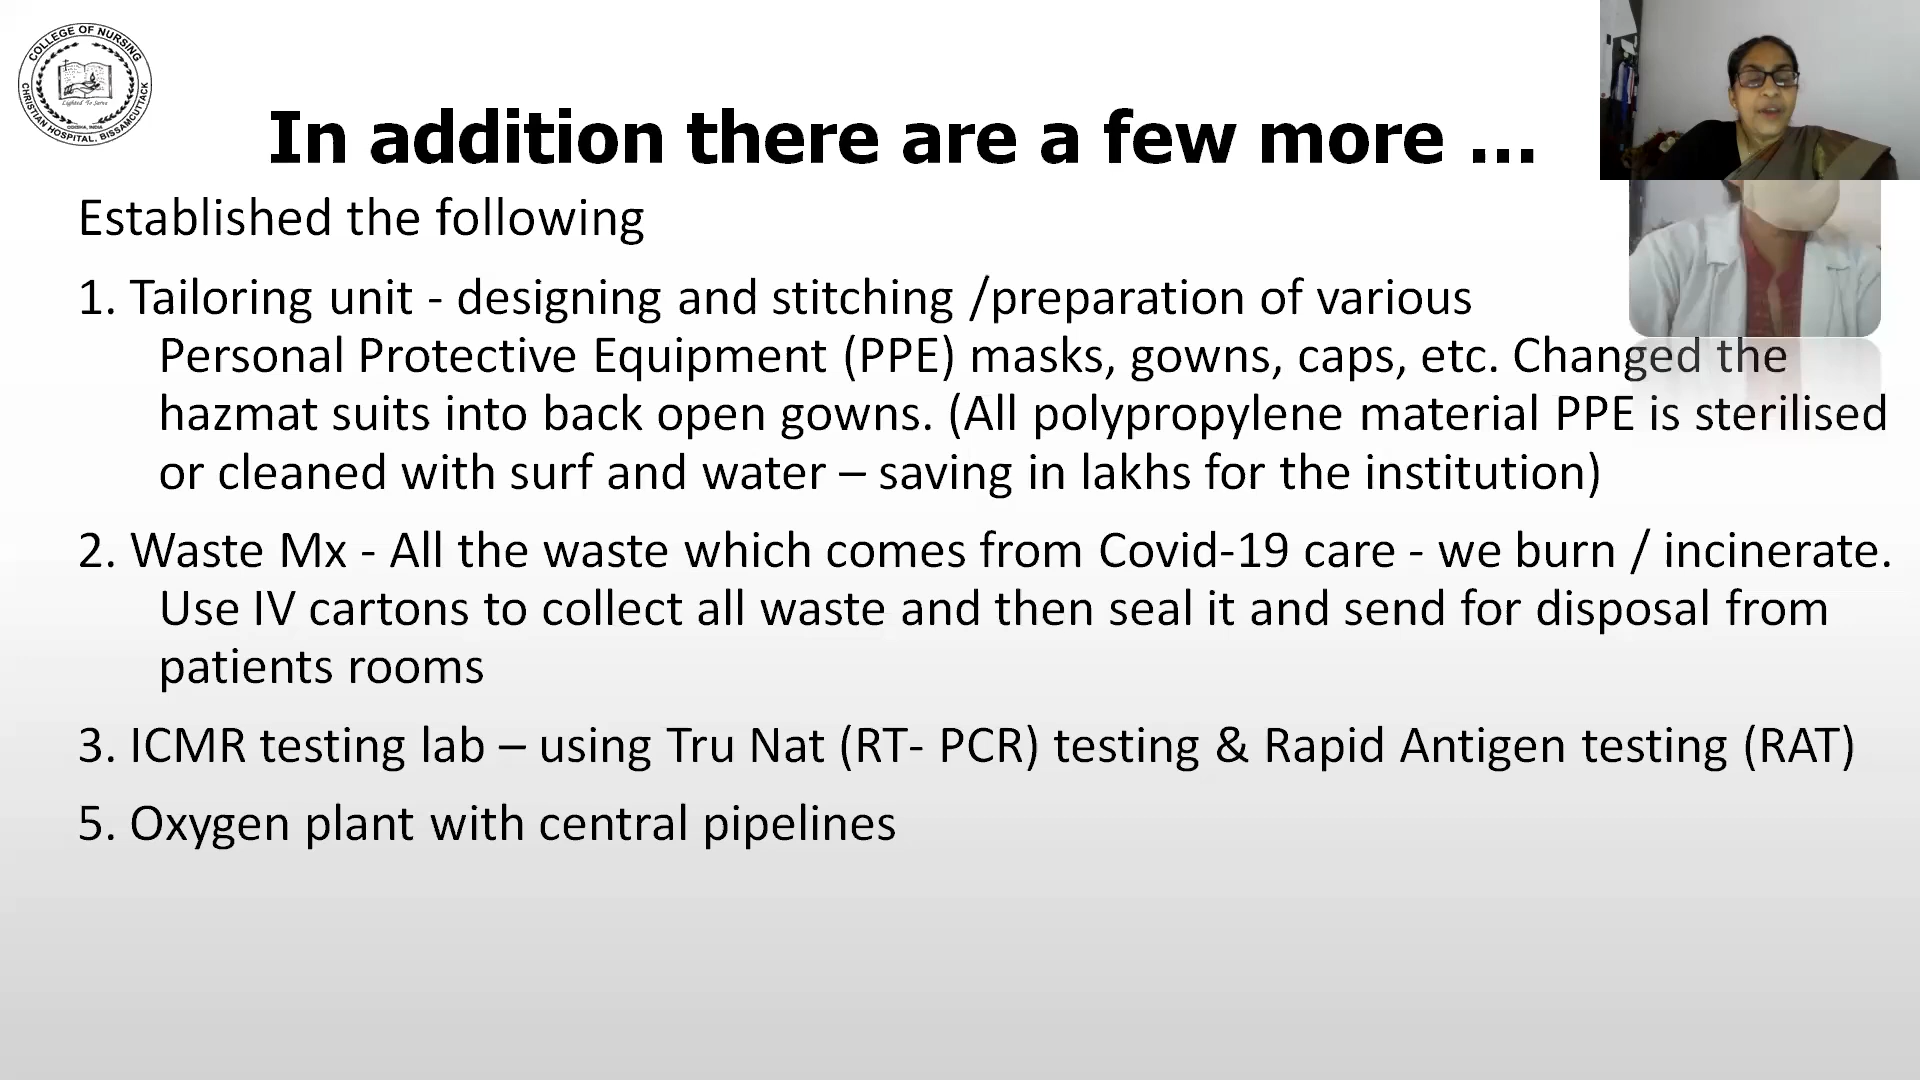 COLLEGE OF NURSING
CHRISTIAN HOSPITAL, BISSAMCUTTACK
Lighted To Serve
ODISHA, INDIA
In addition there are a few more ...
Established the following
1. Tailoring unit - designing and stitching /preparation of various
Personal Protective Equipment (PPE) masks, gowns, caps, etc. Changed the
hazmat suits into back open gowns. (All polypropylene material PPE is sterilised
or cleaned with surf and water – saving in lakhs for the institution)
2. Waste Mx - All the waste which comes from Covid-19 care - we burn / incinerate.
Use IV cartons to collect all waste and then seal it and send for disposal from
patients rooms
3. ICMR testing lab – using Tru Nat (RT- PCR) testing & Rapid Antigen testing (RAT)
5. Oxygen plant with central pipelines